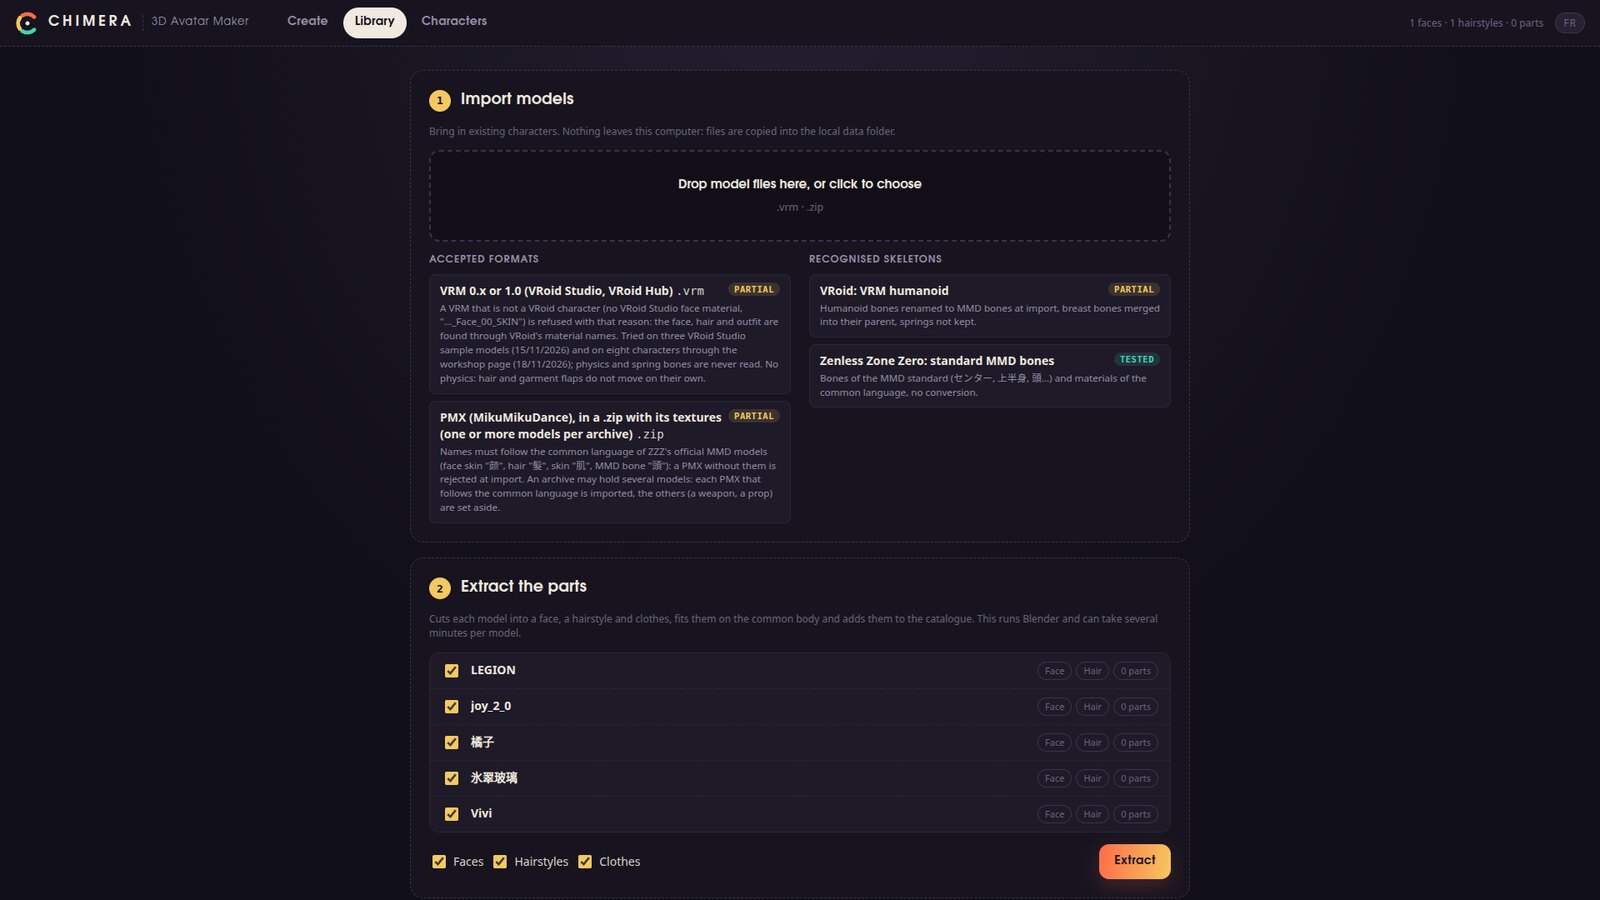 CHIMERA
3D Avatar Maker
Create
Library
Characters
1 faces · 1 hairstyles · 0 parts
FR
1
Import models
Bring in existing characters. Nothing leaves this computer: files are copied into the local data folder.
Drop model files here, or click to choose
.vrm · .zip
ACCEPTED FORMATS
VRM 0.x or 1.0 (VRoid Studio, VRoid Hub) .vrm
PARTIAL
A VRM that is not a VRoid character (no VRoid Studio face material,
"..._Face_00_SKIN") is refused with that reason: the face, hair and outfit are
found through VRoid's material names. Tried on three VRoid Studio
sample models (15/11/2026) and on eight characters through the
workshop page (18/11/2026); physics and spring bones are never read. No
physics: hair and garment flaps do not move on their own.
PMX (MikuMikuDance), in a .zip with its textures
(one or more models per archive) .zip
PARTIAL
Names must follow the common language of ZZZ's official MMD models
(face skin "颜", hair "髪", skin "肌", MMD bone "頭"): a PMX without them is
rejected at import. An archive may hold several models: each PMX that
follows the common language is imported, the others (a weapon, a prop)
are set aside.
RECOGNISED SKELETONS
VRoid: VRM humanoid
PARTIAL
Humanoid bones renamed to MMD bones at import, breast bones merged
into their parent, springs not kept.
Zenless Zone Zero: standard MMD bones
TESTED
Bones of the MMD standard (センター, 上半身, 頭...) and materials of the
common language, no conversion.
2
Extract the parts
Cuts each model into a face, a hairstyle and clothes, fits them on the common body and adds them to the catalogue. This runs Blender and can take several
minutes per model.
LEGION
Face
Hair
0 parts
joy_2_0
Face
Hair
0 parts
橘子
Face
Hair
0 parts
氷翠玻璃
Face
Hair
0 parts
Vivi
Face
Hair
0 parts
Faces
Hairstyles
Clothes
Extract